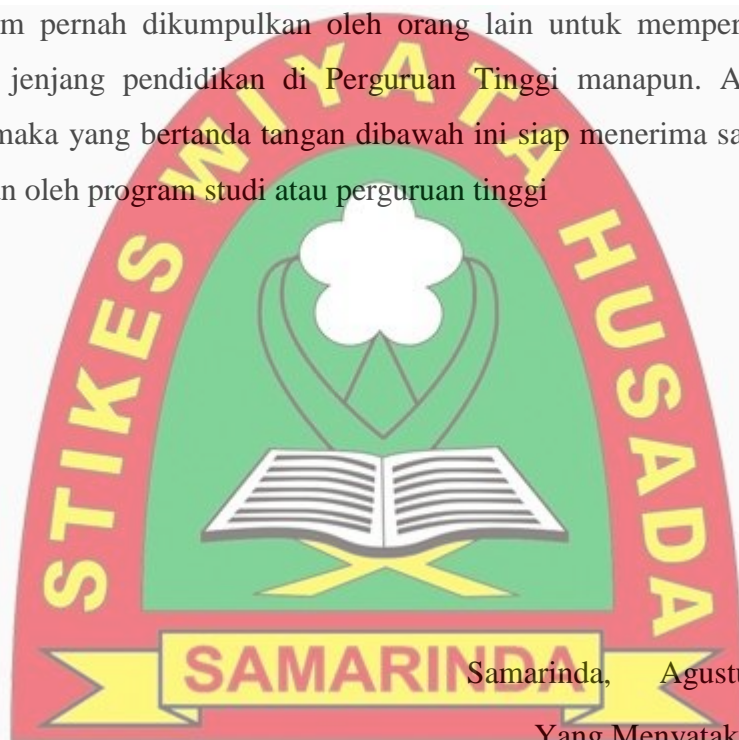 m pernah dikumpulkan oleh orang lain untuk memper
jenjang pendidikan di Perguruan Tinggi manapun. A
maka yang bertanda tangan dibawah ini siap menerima sa
n oleh program studi atau perguruan tinggi
STIKES WIYATA HUSADA
SAMARINDA
Samarinda, Agustu
Yang Menyatak